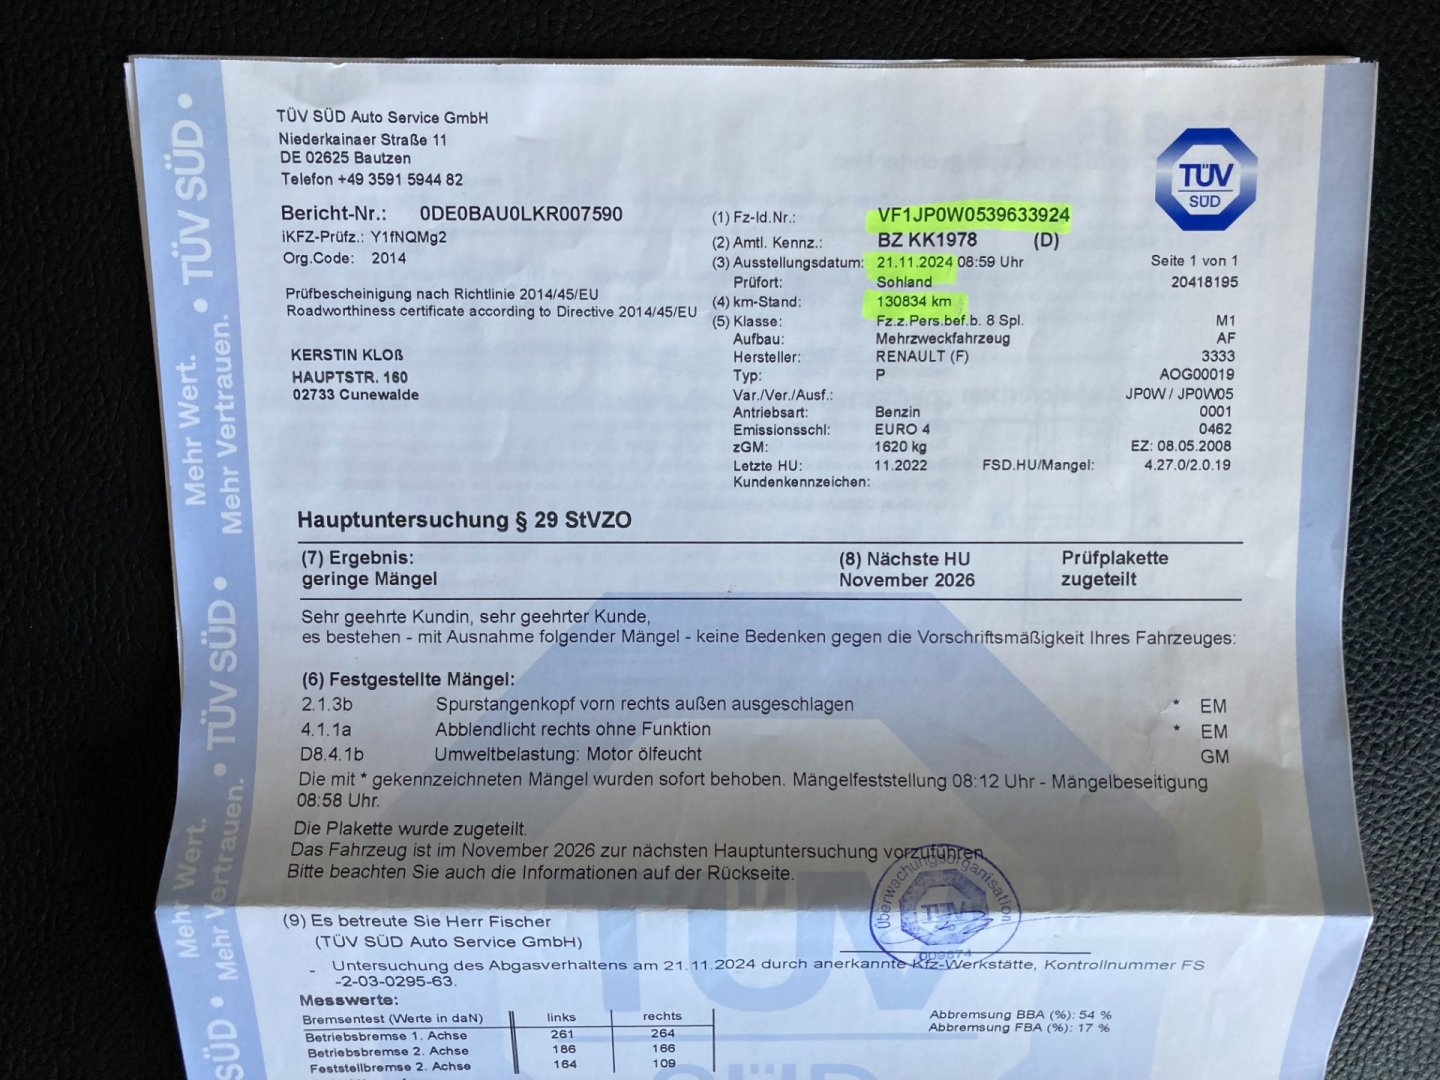 TÜV SÜD Auto Service GmbH
Niederkainaer Straße 11
DE 02625 Bautzen
Telefon +49 3591 5944 82
Bericht-Nr.: 0DE0BAU0LKR007590
iKFZ-Prüfz.: Y1fNQMg2
Org.Code: 2014
Prüfbescheinigung nach Richtlinie 2014/45/EU
Roadworthiness certificate according to Directive 2014/45/EU
KERSTIN KLOß
HAUPTSTR. 160
02733 Cunewalde
TÜV
SÜD
(1) Fz-Id.Nr.: VF1JP0W0539633924
(2) Amtl. Kennz.: BZ KK1978 (D)
(3) Ausstellungsdatum: 21.11.2024 08:59 Uhr Seite 1 von 1
Prüfort: Sohland 20418195
(4) km-Stand: 130834 km
(5) Klasse: Fz.z.Pers.bef.b. 8 Spl. M1
Aufbau: Mehrzweckfahrzeug AF
Hersteller: RENAULT (F) 3333
Typ: P AOG00019
Var./Ver./Ausf.: JP0W / JP0W05
Antriebsart: Benzin 0001
Emissionsschl: EURO 4 0462
zGM: 1620 kg EZ: 08.05.2008
Letzte HU: 11.2022 FSD.HU/Mangel: 4.27.0/2.0.19
Kundenkennzeichen:
Hauptuntersuchung § 29 StVZO
(7) Ergebnis: (8) Nächste HU Prüfplakette
geringe Mängel November 2026 zugeteilt
Sehr geehrte Kundin, sehr geehrter Kunde,
es bestehen - mit Ausnahme folgender Mängel - keine Bedenken gegen die Vorschriftsmäßigkeit Ihres Fahrzeuges:
(6) Festgestellte Mängel:
2.1.3b Spurstangenkopf vorn rechts außen ausgeschlagen * EM
4.1.1a Abblendlicht rechts ohne Funktion * EM
D8.4.1b Umweltbelastung: Motor ölfeucht GM
Die mit * gekennzeichneten Mängel wurden sofort behoben. Mängelfeststellung 08:12 Uhr - Mängelbeseitigung
08:58 Uhr.
Die Plakette wurde zugeteilt.
Das Fahrzeug ist im November 2026 zur nächsten Hauptuntersuchung vorzuführen.
Bitte beachten Sie auch die Informationen auf der Rückseite.
Überwachungsorganisation
TÜV
009874
(9) Es betreute Sie Herr Fischer
(TÜV SÜD Auto Service GmbH)
- Untersuchung des Abgasverhaltens am 21.11.2024 durch anerkannte Kfz-Werkstätte, Kontrollnummer FS
-2-03-0295-63.
Messwerte:
Bremsentest (Werte in daN) links rechts
Betriebsbremse 1. Achse 261 264
Betriebsbremse 2. Achse 186 166
Feststellbremse 2. Achse 164 109
Abbremsung BBA (%): 54 %
Abbremsung FBA (%): 17 %
TÜV SÜD
Mehr Wert.
Mehr Vertrauen.
TÜV SÜD
Mehr Wert.
Mehr Vertrauen.
SÜD
TÜV
SÜD